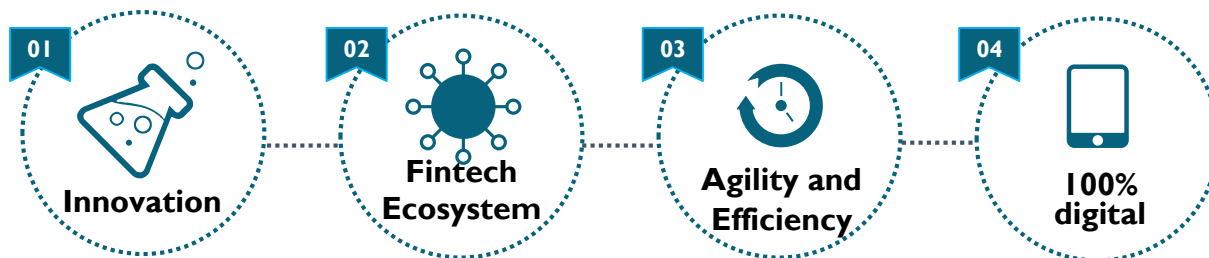 01
Innovation
02
Fintech
Ecosystem
03
Agility and
Efficiency
04
100%
digital